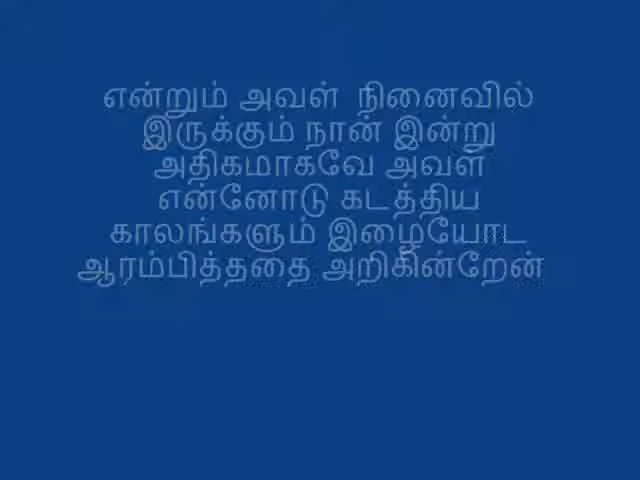 என்றும் அவள் நினைவில்
இருக்கும் நான் இன்று
அதிகமாகவே அவள்
என்னோடு கடத்திய
காலங்களும் இழையோட
ஆரம்பித்ததை அறிகின்றேன்